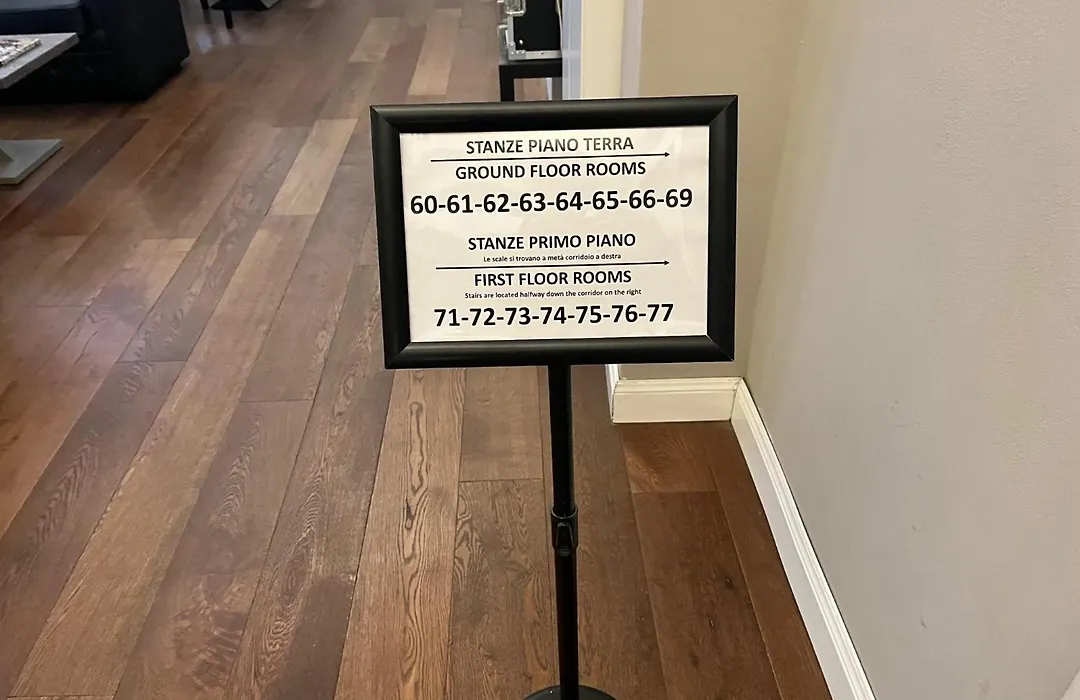 STANZE PIANO TERRA
GROUND FLOOR ROOMS
60-61-62-63-64-65-66-69
STANZE PRIMO PIANO
Le scale si trovano a metà corridoio a destra
FIRST FLOOR ROOMS
Stairs are located halfway down the corridor on the right
71-72-73-74-75-76-77